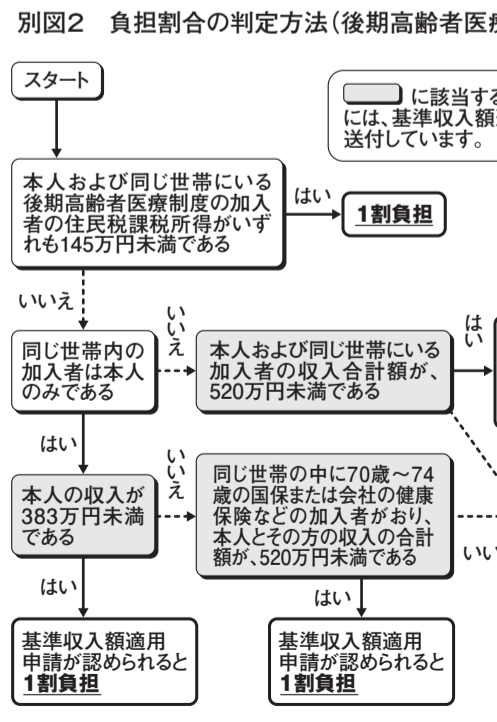 別図2　負担割合の判定方法（後期高齢者医
スタート
に該当す
には、基準収入額
送付しています。
本人および同じ世帯にいる
後期高齢者医療制度の加入
者の住民税課税所得がいず
れも145万円未満である
はい
1割負担
いいえ
同じ世帯内の
加入者は本人
のみである
いいえ
本人および同じ世帯にいる
加入者の収入合計額が、
520万円未満である
はい
はい
本人の収入が
383万円未満
である
いいえ
同じ世帯の中に70歳～74
歳の国保または会社の健康
保険などの加入者がおり、
本人とその方の収入の合計
額が、520万円未満である
いい
はい
はい
基準収入額適用
申請が認められると
1割負担
基準収入額適用
申請が認められると
1割負担